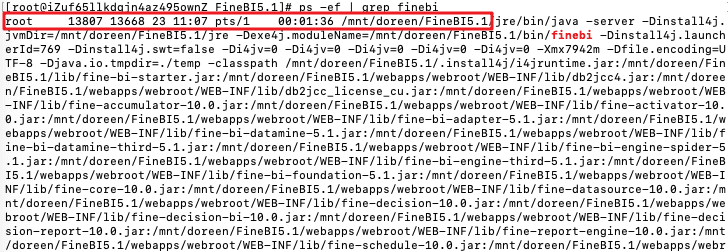 [root@iZuf65llkdqjn4az495ownZ FineBI5.1]# ps -ef | grep finebi
root     13807 13668 23 11:07 pts/1    00:01:36 /mnt/doreen/FineBI5.1/jre/bin/java -server -Dinstall4j.
jvmDir=/mnt/doreen/FineBI5.1/jre -Dexe4j.moduleName=/mnt/doreen/FineBI5.1/bin/finebi -Dinstall4j.launch
erId=769 -Dinstall4j.swt=false -Di4jv=0 -Di4jv=0 -Di4jv=0 -Di4jv=0 -Di4jv=0 -Xmx7942m -Dfile.encoding=U
TF-8 -Djava.io.tmpdir=./temp -classpath /mnt/doreen/FineBI5.1/.install4j/i4jruntime.jar:/mnt/doreen/Fin
eBI5.1/lib/fine-bi-starter.jar:/mnt/doreen/FineBI5.1/webapps/webroot/WEB-INF/lib/db2jcc4.jar:/mnt/doree
n/FineBI5.1/webapps/webroot/WEB-INF/lib/db2jcc_license_cu.jar:/mnt/doreen/FineBI5.1/webapps/webroot/WEB
-INF/lib/fine-accumulator-10.0.jar:/mnt/doreen/FineBI5.1/webapps/webroot/WEB-INF/lib/fine-activator-10.
0.jar:/mnt/doreen/FineBI5.1/webapps/webroot/WEB-INF/lib/fine-bi-adapter-5.1.jar:/mnt/doreen/FineBI5.1/w
ebapps/webroot/WEB-INF/lib/fine-bi-datamine-5.1.jar:/mnt/doreen/FineBI5.1/webapps/webroot/WEB-INF/lib/f
ine-bi-datamine-third-5.1.jar:/mnt/doreen/FineBI5.1/webapps/webroot/WEB-INF/lib/fine-bi-engine-spider-5
.1.jar:/mnt/doreen/FineBI5.1/webapps/webroot/WEB-INF/lib/fine-bi-engine-third-5.1.jar:/mnt/doreen/FineB
I5.1/webapps/webroot/WEB-INF/lib/fine-bi-foundation-5.1.jar:/mnt/doreen/FineBI5.1/webapps/webroot/WEB-I
NF/lib/fine-core-10.0.jar:/mnt/doreen/FineBI5.1/webapps/webroot/WEB-INF/lib/fine-datasource-10.0.jar:/m
nt/doreen/FineBI5.1/webapps/webroot/WEB-INF/lib/fine-decision-10.0.jar:/mnt/doreen/FineBI5.1/webapps/we
broot/WEB-INF/lib/fine-decision-bi-10.0.jar:/mnt/doreen/FineBI5.1/webapps/webroot/WEB-INF/lib/fine-deci
sion-report-10.0.jar:/mnt/doreen/FineBI5.1/webapps/webroot/WEB-INF/lib/fine-report-engine-10.0.jar:/mnt
/doreen/FineBI5.1/webapps/webroot/WEB-INF/lib/fine-schedule-10.0.jar:/mnt/doreen/FineBI5.1/webapps/webr